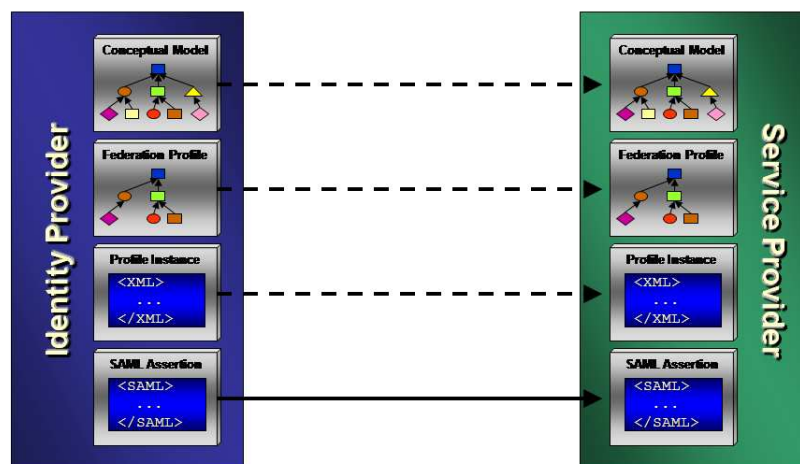 Identity Provider
Conceptual Model
Federation Profile
Profile Instance
<XML>
...
</XML>
SAML Assertion
<SAML>
...
</SAML>
Conceptual Model
Federation Profile
Profile Instance
<XML>
...
</XML>
SAML Assertion
<SAML>
...
</SAML>
Service Provider